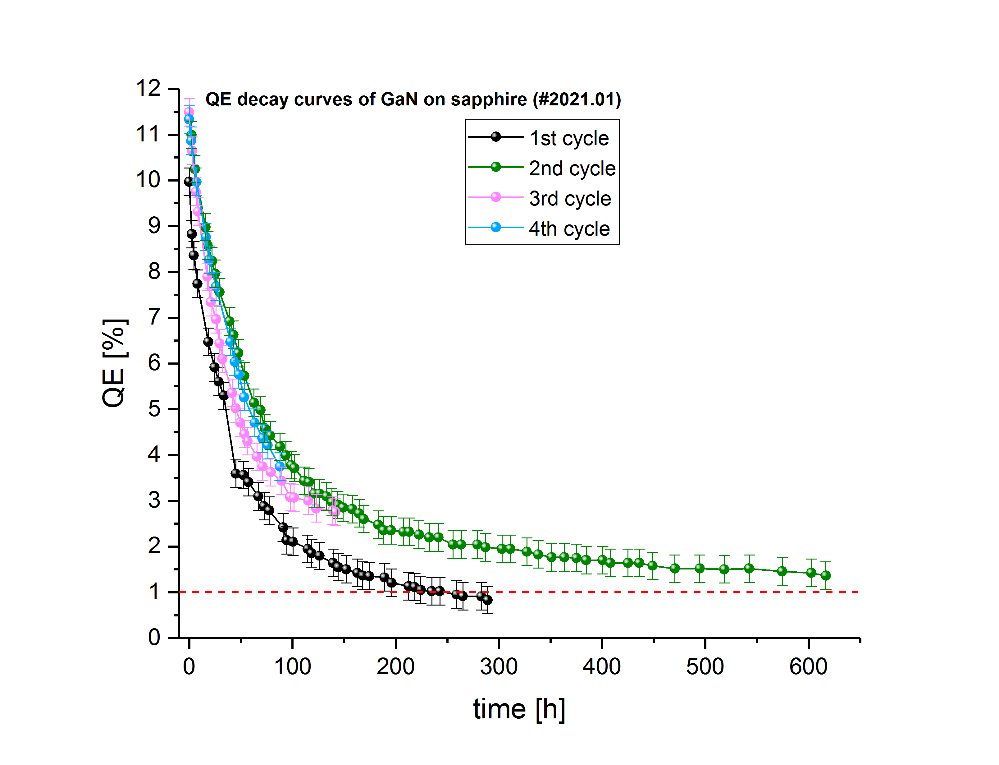 QE decay curves of GaN on sapphire (#2021.01)
1st cycle
2nd cycle
3rd cycle
4th cycle
QE [%]
12
11
10
9
8
7
6
5
4
3
2
1
0
0 100 200 300 400 500 600
time [h]